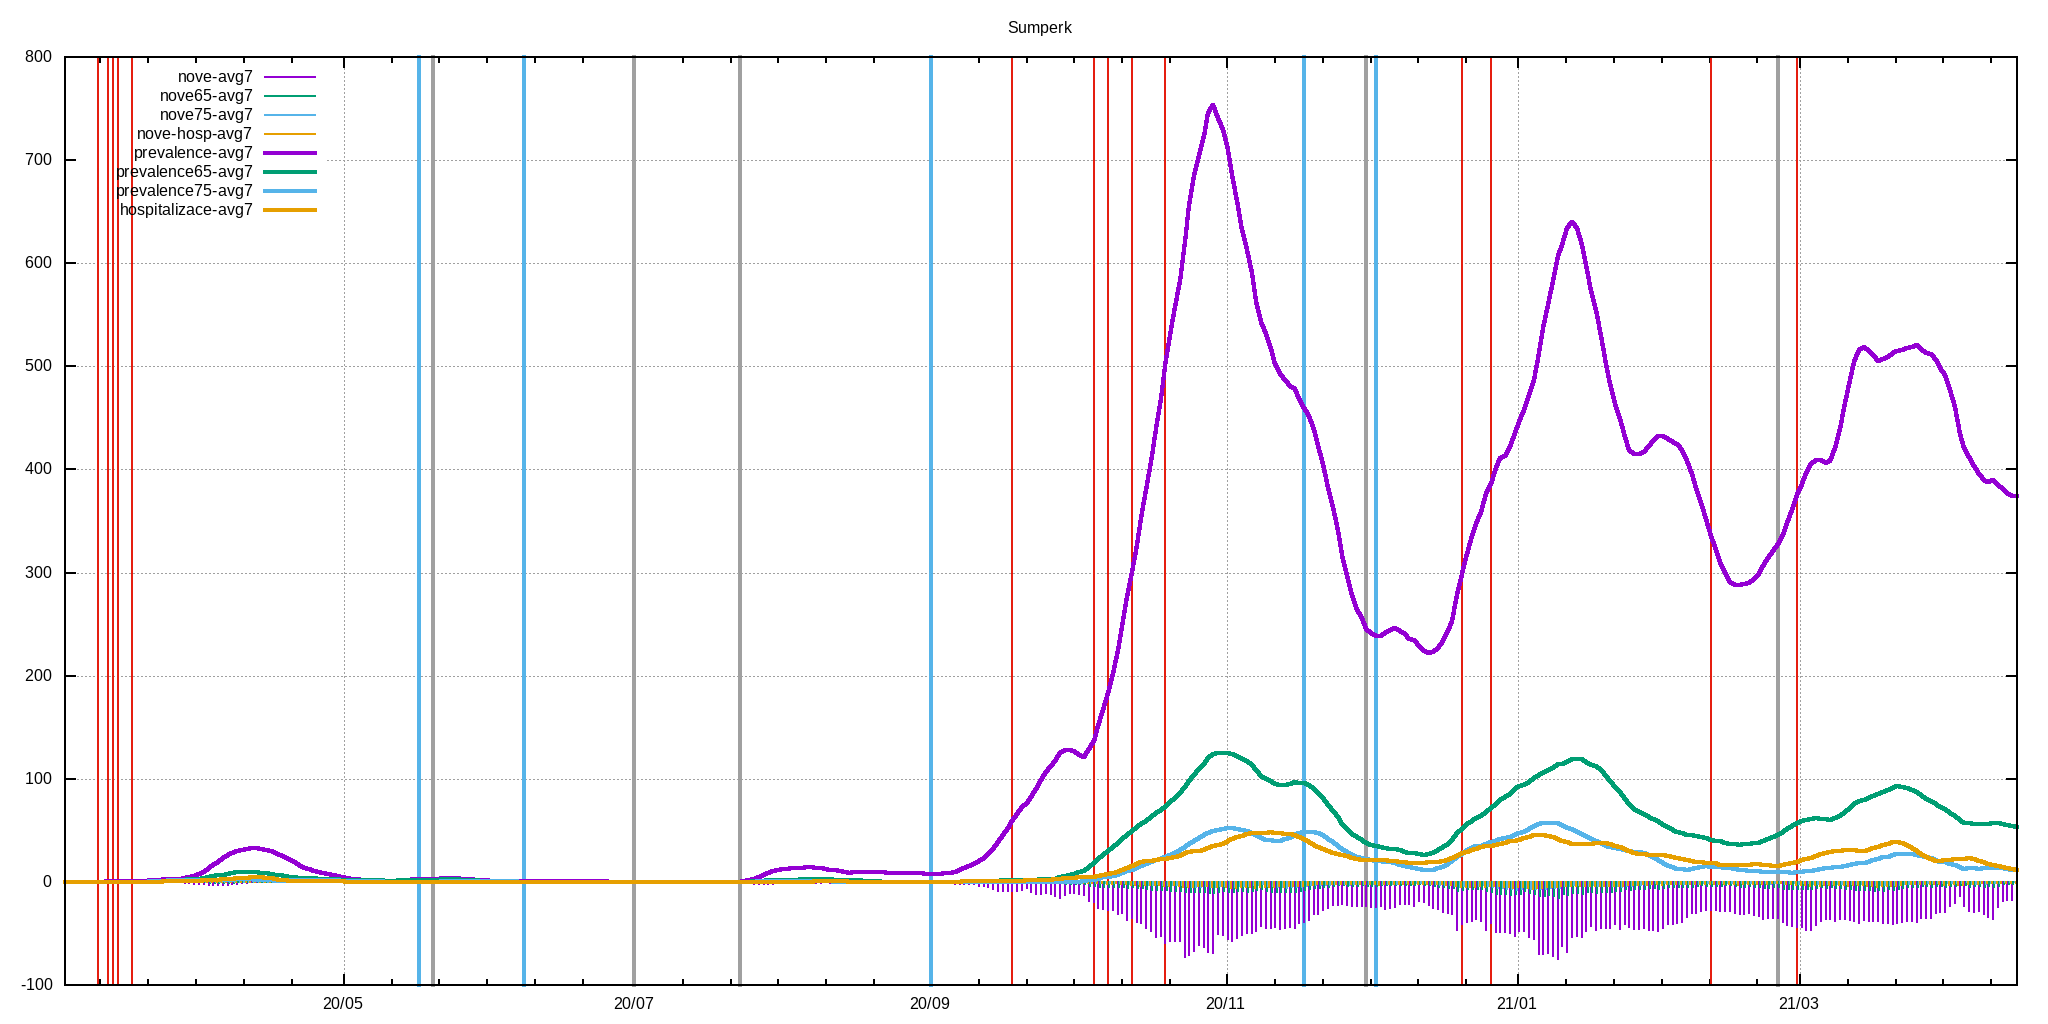 Sumperk
800
700
600
500
400
300
200
100
0
-100
nove-avg7
nove65-avg7
nove75-avg7
nove-hosp-avg7
prevalence-avg7
prevalence65-avg7
prevalence75-avg7
hospitalizace-avg7
20/05 20/07 20/09 20/11 21/01 21/03